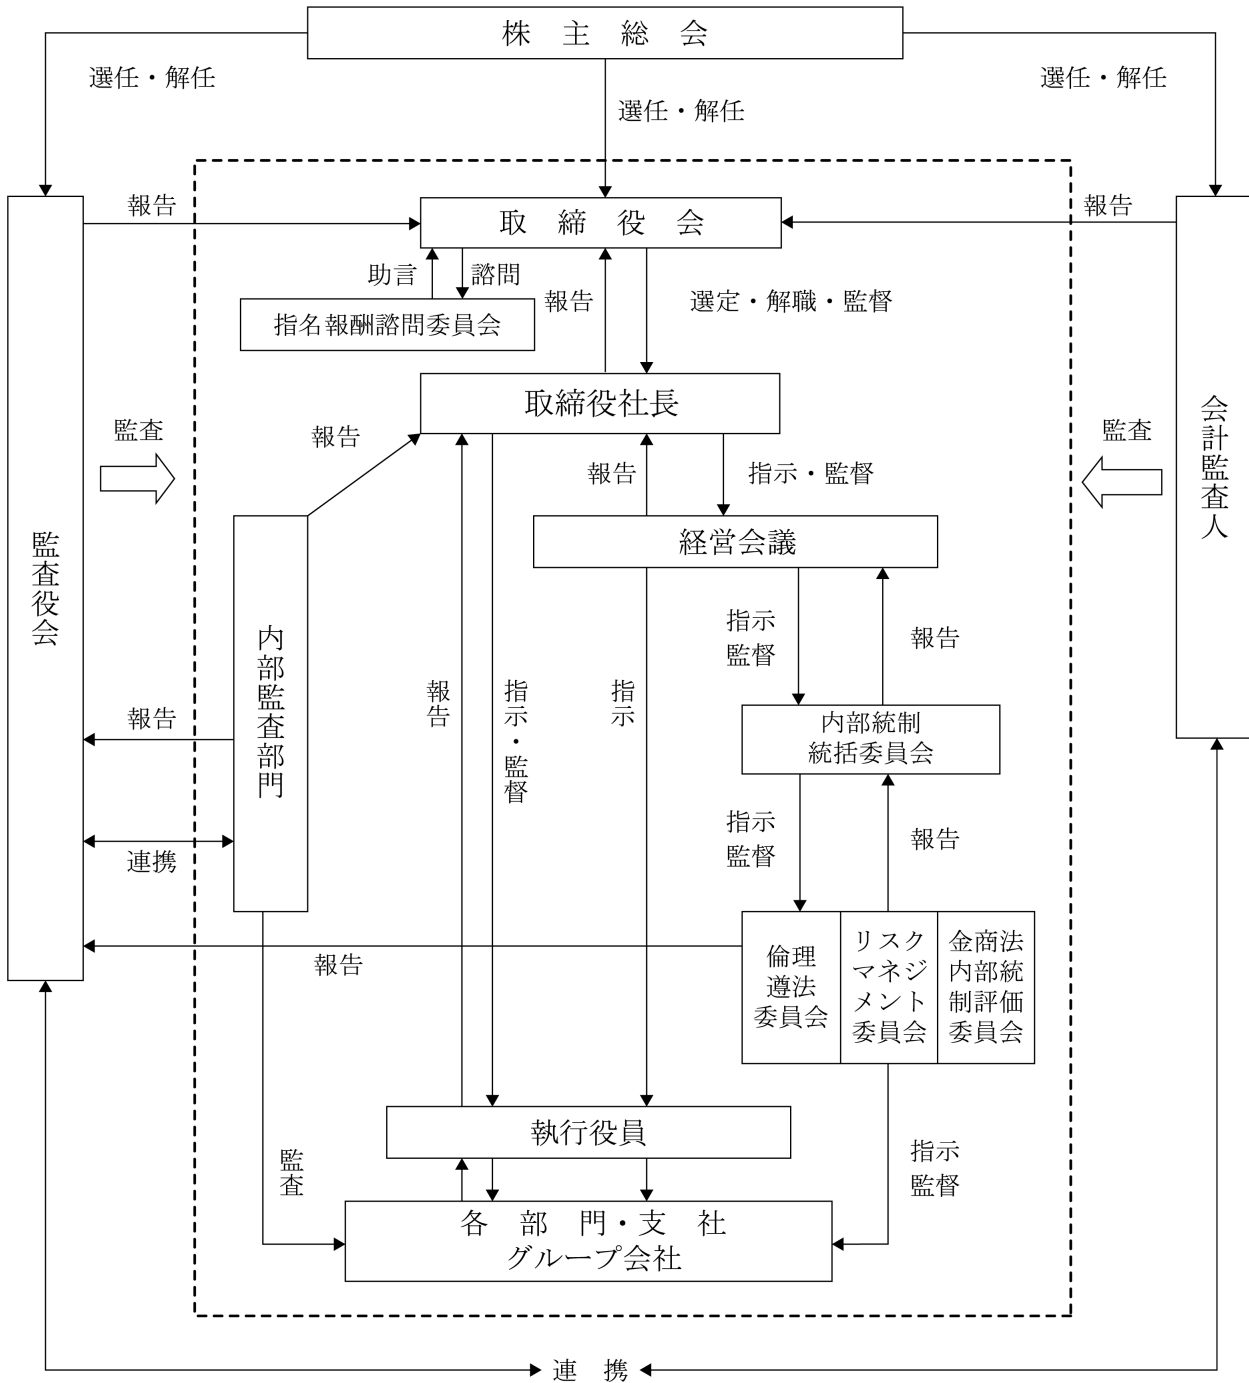 株　主　総　会
選任・解任
選任・解任
選任・解任
報告
取　締　役　会
報告
助言
諮問
指名報酬諮問委員会
報告
選定・解職・監督
取締役社長
監査
報告
報告
指示・監督
監査
会計監査人
経営会議
監査役会
内部監査部門
指示
監督
報告
報告
報告
指示・監督
指示
内部統制
統括委員会
連携
指示
監督
報告
報告
倫理
遵法
委員会
リスク
マネジ
メント
委員会
金商法
内部統
制評価
委員会
執行役員
監査
指示
監督
各　部　門・支　社
グループ会社
連　携